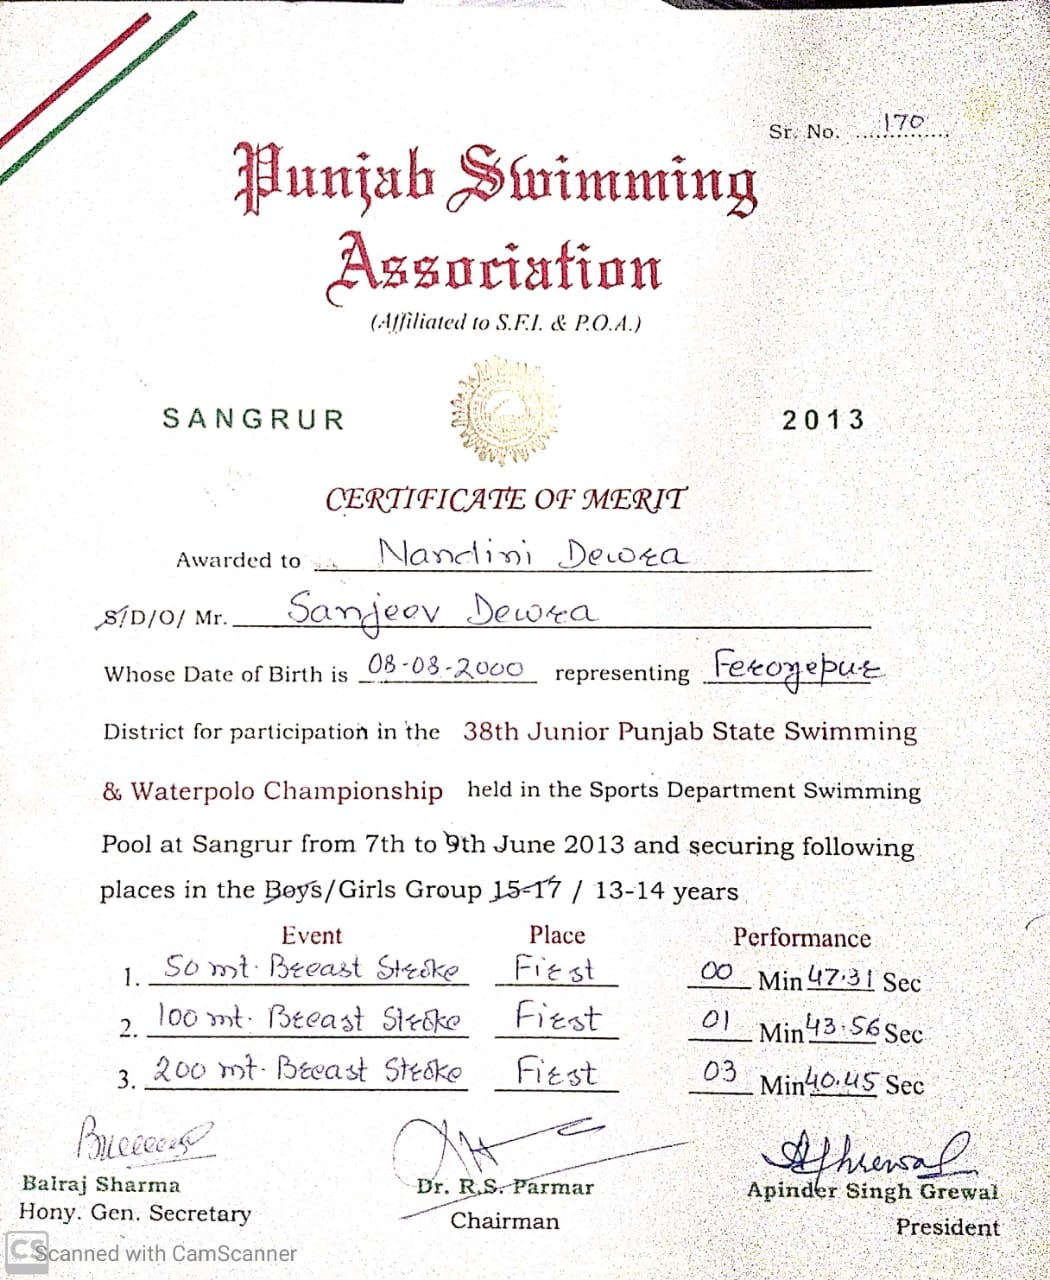 Sr. No. 170
Punjab Swimming
Association
(Affiliated to S.F.I. & P.O.A.)
SANGRUR 2013
CERTIFICATE OF MERIT
Awarded to Nandini Dewra
S/D/O/ Mr. Sanjeev Dewra
Whose Date of Birth is 08-08-2000 representing Ferozepur
District for participation in the 38th Junior Punjab State Swimming
& Waterpolo Championship held in the Sports Department Swimming
Pool at Sangrur from 7th to 9th June 2013 and securing following
places in the Boys/Girls Group 15-17 / 13-14 years
Event Place Performance
1. 50 mt. Breast Stroke First 00 Min 47.31 Sec
2. 100 mt. Breast Stroke First 01 Min 43.56 Sec
3. 200 mt. Breast Stroke First 03 Min 40.45 Sec
Balraj Sharma Dr. R.S. Parmar Apinder Singh Grewal
Hony. Gen. Secretary Chairman President
CS Scanned with CamScanner